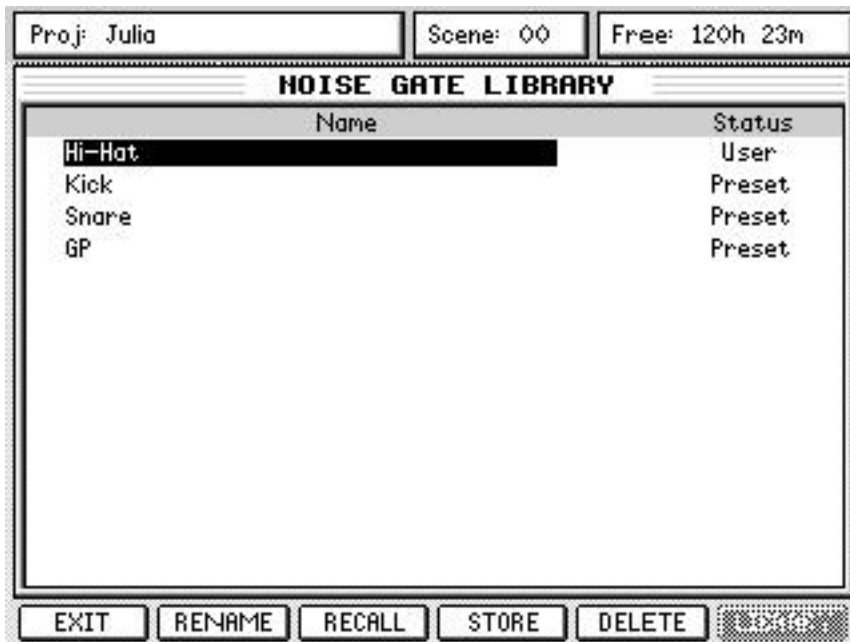 Proj: Julia Scene: 00 Free: 120h 23m
NOISE GATE LIBRARY
Name Status
Hi-Hat User
Kick Preset
Snare Preset
GP Preset
EXIT RENAME RECALL STORE DELETE